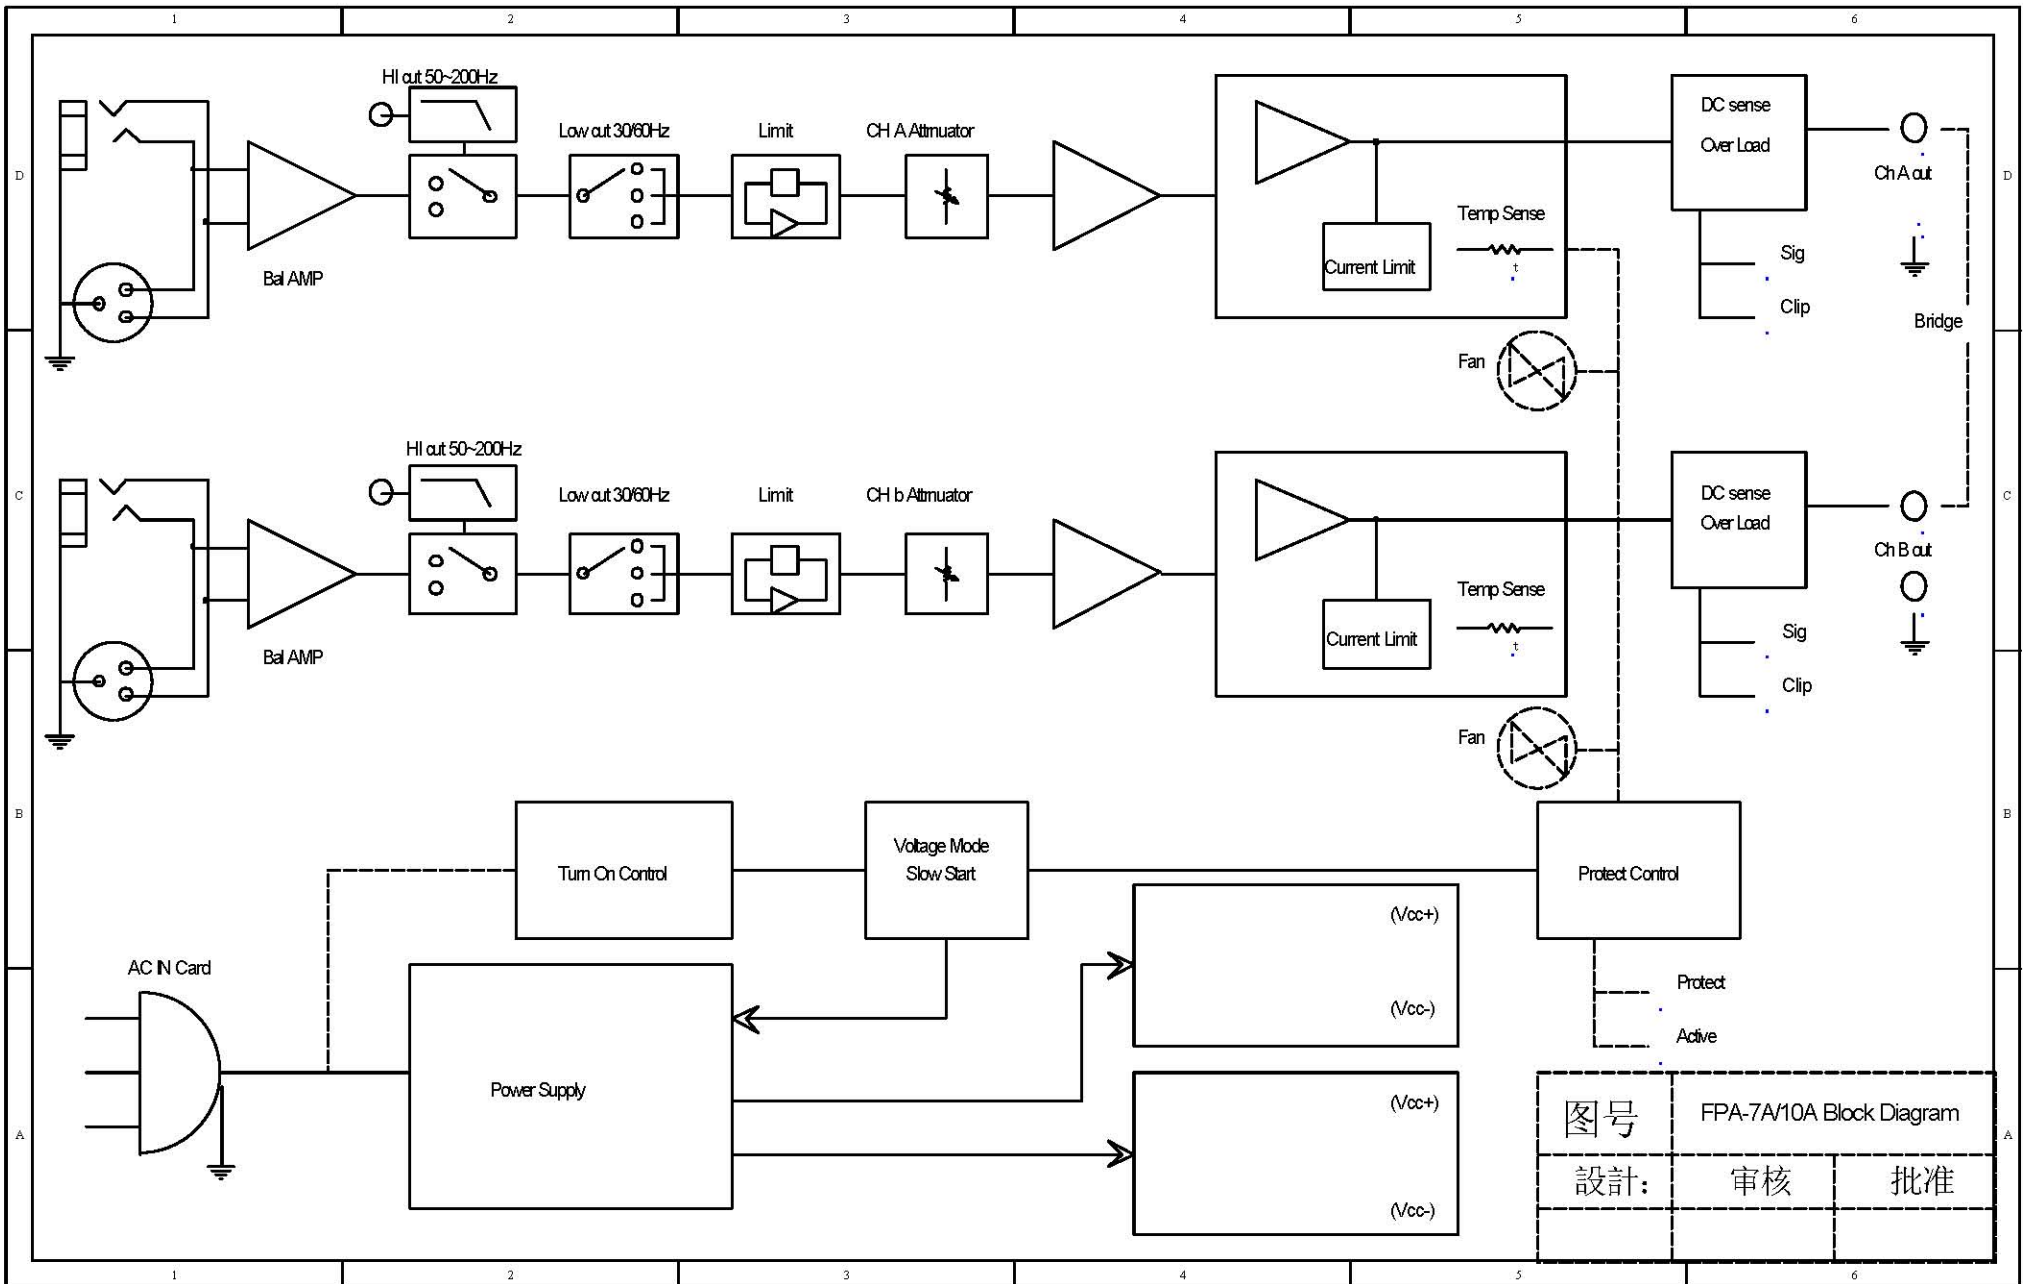 1 2 3 4 5 6
HI cut 50~200Hz
Low cut 30/60Hz
Limit
CH A Attnuator
DC sense
Over Load
D
D
Ch A out
Temp Sense
Sig
Current Limit
t
Bal AMP
Clip
Bridge
Fan
HI cut 50~200Hz
Low cut 30/60Hz
Limit
CH b Attnuator
DC sense
Over Load
C
C
Ch B out
Temp Sense
Sig
Current Limit
t
Bal AMP
Clip
Fan
B
B
Voltage Mode
Slow Start
Turn On Control
Protect Control
(Vcc+)
AC IN Card
Protect
(Vcc-)
Active
Power Supply
(Vcc+)
图号
FPA-7A/10A Block Diagram
A
A
設計:
审核
批准
(Vcc-)
1 2 3 4 5 6